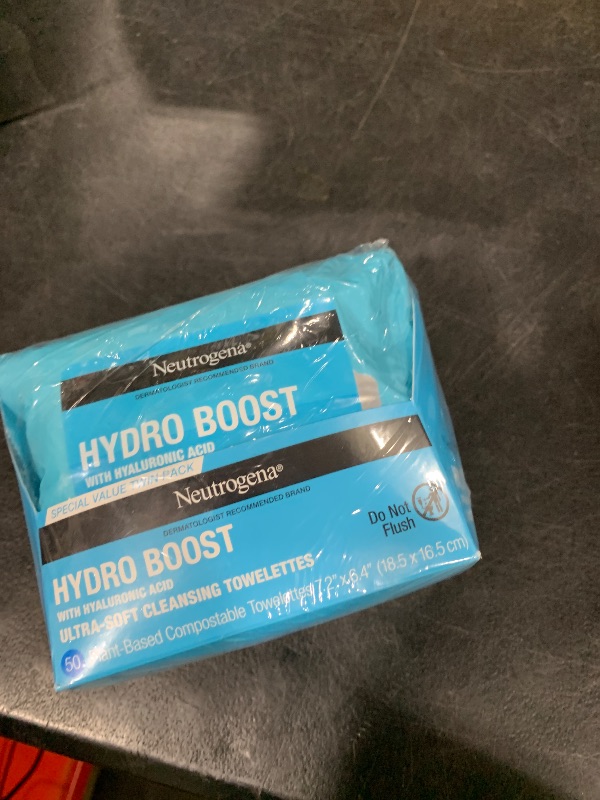 Neutrogena®
DERMATOLOGIST RECOMMENDED BRAND
HYDRO BOOST
WITH HYALURONIC ACID
SPECIAL VALUE TWIN PACK
Neutrogena®
DERMATOLOGIST RECOMMENDED BRAND
Do Not
Flush
HYDRO BOOST
WITH HYALURONIC ACID
ULTRA-SOFT CLEANSING TOWELETTES
50 Plant-Based Compostable Towelettes 7.2" x 6.4" (18.5 x 16.5 cm)